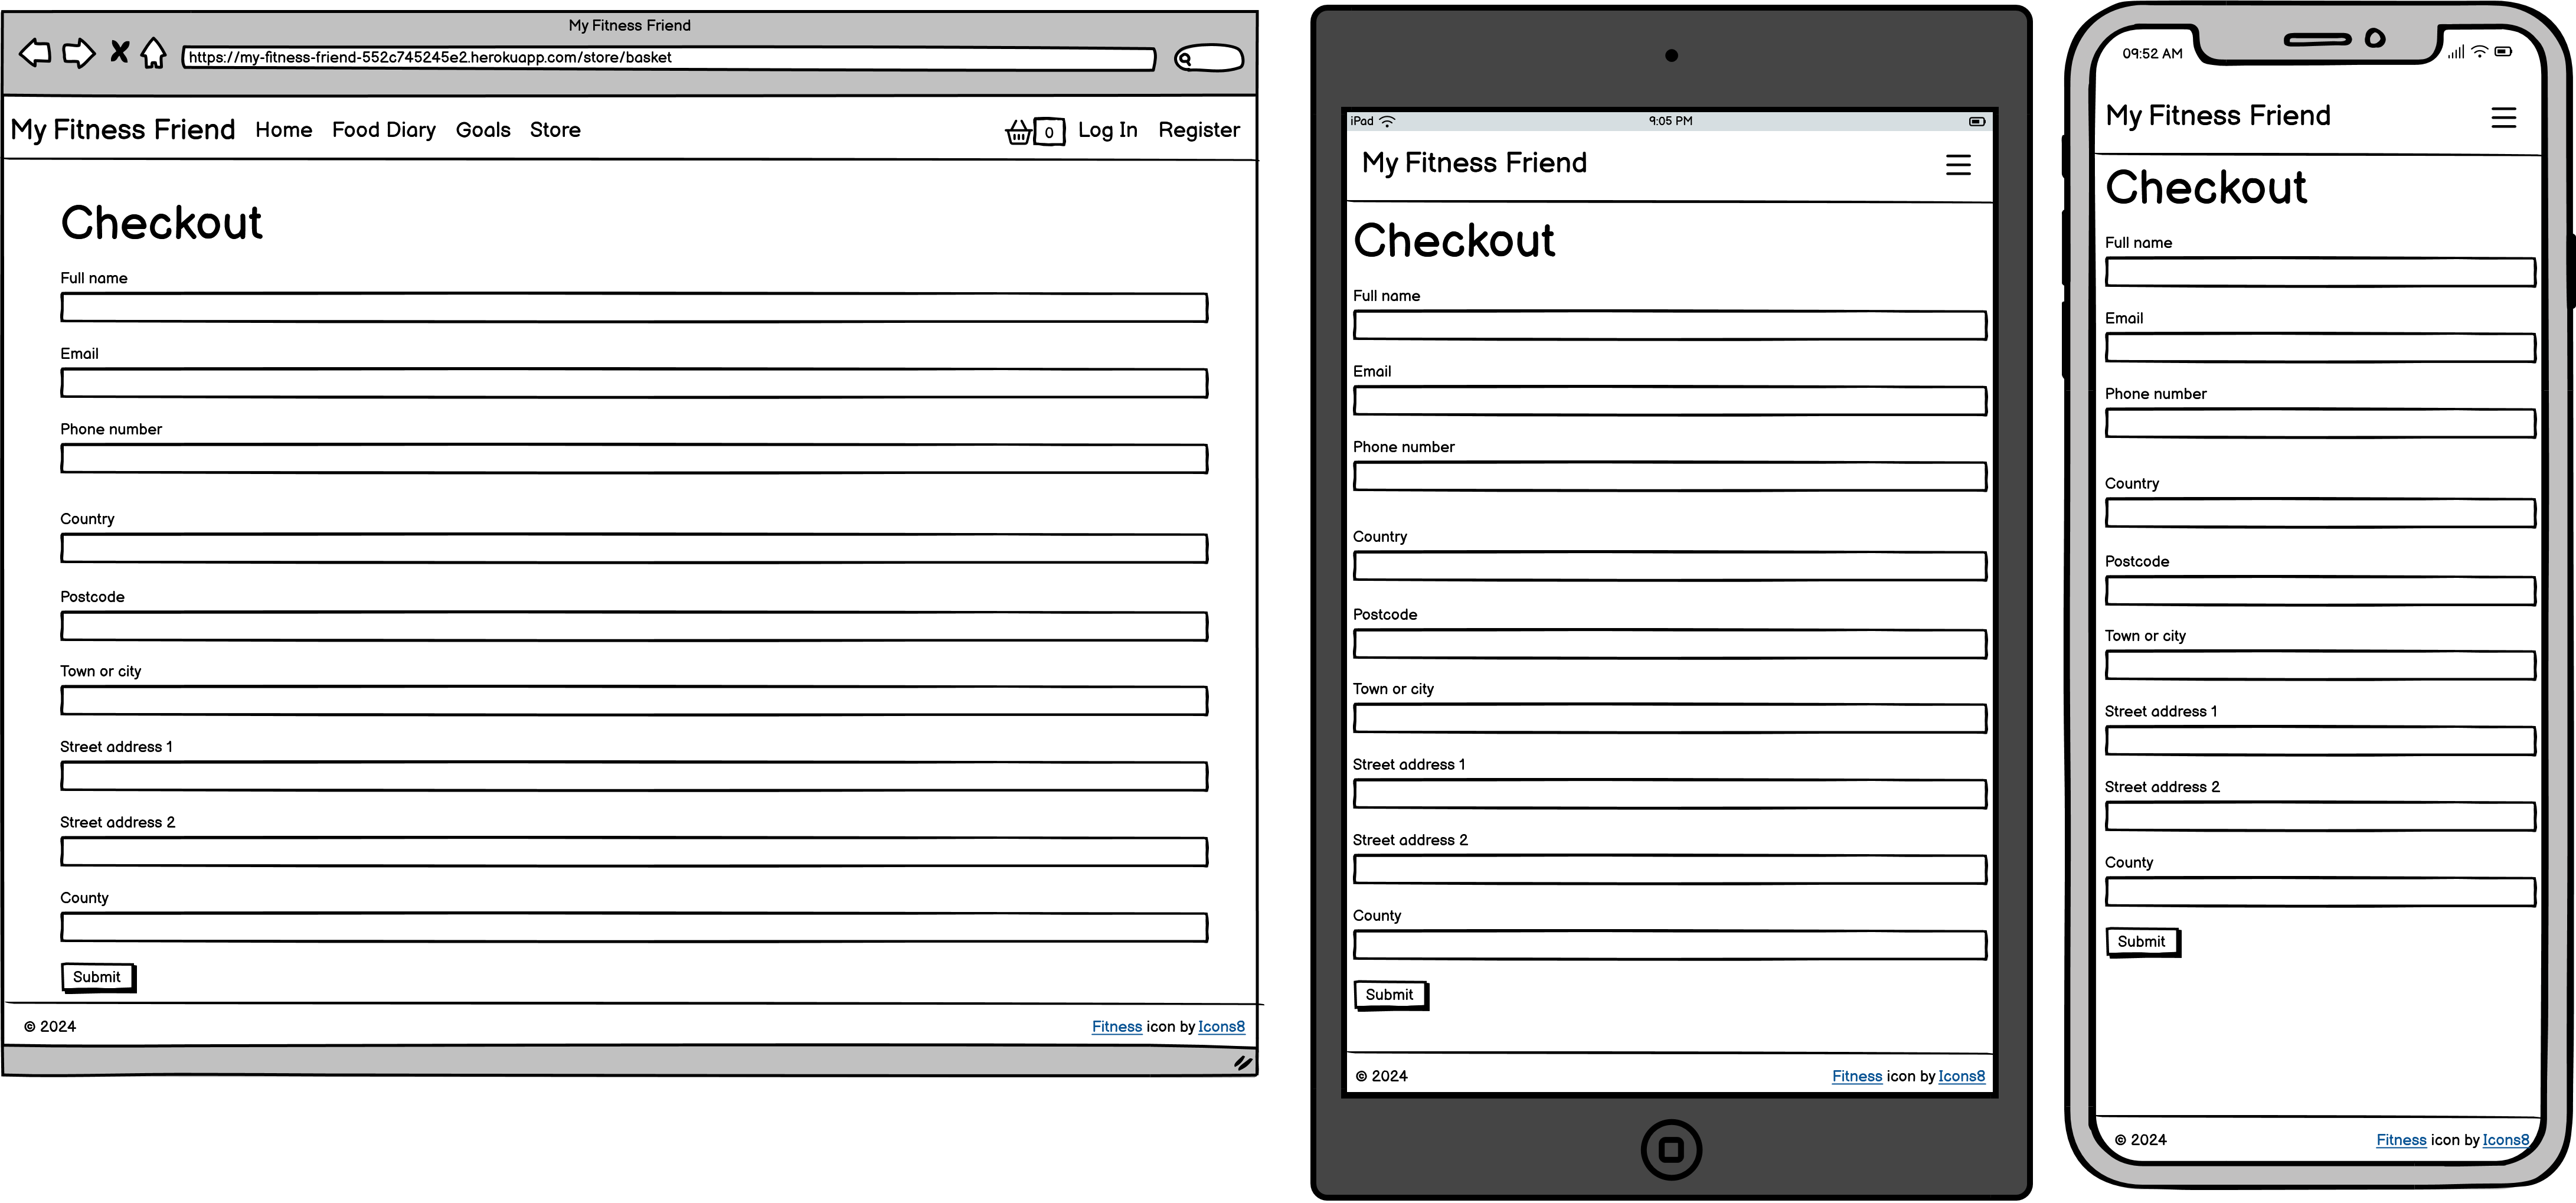 My Fitness Friend
https://my-fitness-friend-552c745245e2.herokuapp.com/store/basket
My Fitness Friend Home Food Diary Goals Store 0 Log In Register
Checkout
Full name
Email
Phone number
Country
Postcode
Town or city
Street address 1
Street address 2
County
Submit
© 2024 Fitness icon by Icons8
iPad 9:05 PM
My Fitness Friend
Checkout
Full name
Email
Phone number
Country
Postcode
Town or city
Street address 1
Street address 2
County
Submit
© 2024 Fitness icon by Icons8
09:52 AM
My Fitness Friend
Checkout
Full name
Email
Phone number
Country
Postcode
Town or city
Street address 1
Street address 2
County
Submit
© 2024 Fitness icon by Icons8